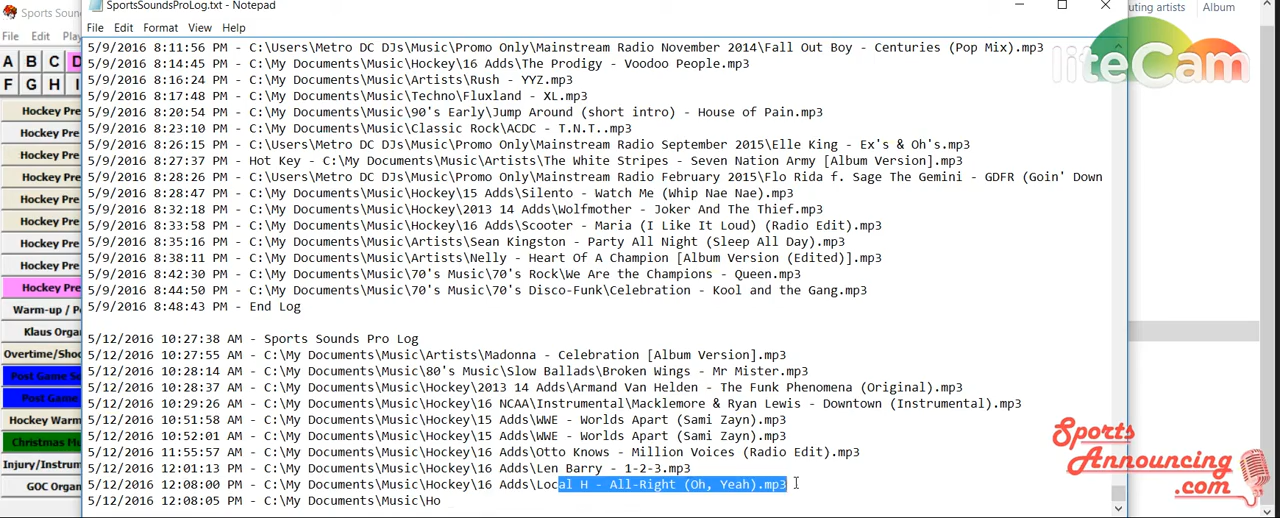 Sports Soun
SportsSoundsProLog.txt - Notepad
buting artists
Album
File Edit Pla
File Edit Format View Help
A B C D
F G H I
Hockey Pre
Hockey Pre
Hockey Pre
Hockey Pre
Hockey Pre
Hockey Pre
Hockey Pre
Hockey Pre
Hockey Pre
Warm-up / P
Klaus Orga
Overtime/Shoo
Post Game S
Post Game
Hockey Warm
Christmas Mu
Injury/Instrum
GOC Organ
5/9/2016 8:11:56 PM - C:\Users\Metro DC DJs\Music\Promo Only\Mainstream Radio November 2014\Fall Out Boy - Centuries (Pop Mix).mp3
5/9/2016 8:14:45 PM - C:\My Documents\Music\Hockey\16 Adds\The Prodigy - Voodoo People.mp3
5/9/2016 8:16:24 PM - C:\My Documents\Music\Artists\Rush - YYZ.mp3
5/9/2016 8:17:48 PM - C:\My Documents\Music\Techno\Fluxland - XL.mp3
5/9/2016 8:20:54 PM - C:\My Documents\Music\90's Early\Jump Around (short intro) - House of Pain.mp3
5/9/2016 8:23:10 PM - C:\My Documents\Music\Classic Rock\ACDC - T.N.T..mp3
5/9/2016 8:26:15 PM - C:\Users\Metro DC DJs\Music\Promo Only\Mainstream Radio September 2015\Elle King - Ex's & Oh's.mp3
5/9/2016 8:27:37 PM - Hot Key - C:\My Documents\Music\Artists\The White Stripes - Seven Nation Army [Album Version].mp3
5/9/2016 8:28:26 PM - C:\Users\Metro DC DJs\Music\Promo Only\Mainstream Radio February 2015\Flo Rida f. Sage The Gemini - GDFR (Goin' Down
5/9/2016 8:28:47 PM - C:\My Documents\Music\Hockey\15 Adds\Silento - Watch Me (Whip Nae Nae).mp3
5/9/2016 8:32:18 PM - C:\My Documents\Music\Hockey\2013 14 Adds\Wolfmother - Joker And The Thief.mp3
5/9/2016 8:33:58 PM - C:\My Documents\Music\Hockey\16 Adds\Scooter - Maria (I Like It Loud) (Radio Edit).mp3
5/9/2016 8:35:16 PM - C:\My Documents\Music\Artists\Sean Kingston - Party All Night (Sleep All Day).mp3
5/9/2016 8:38:11 PM - C:\My Documents\Music\Artists\Nelly - Heart Of A Champion [Album Version (Edited)].mp3
5/9/2016 8:42:30 PM - C:\My Documents\Music\70's Music\70's Rock\We Are the Champions - Queen.mp3
5/9/2016 8:44:50 PM - C:\My Documents\Music\70's Music\70's Disco-Funk\Celebration - Kool and the Gang.mp3
5/9/2016 8:48:43 PM - End Log
5/12/2016 10:27:38 AM - Sports Sounds Pro Log
5/12/2016 10:27:55 AM - C:\My Documents\Music\Artists\Madonna - Celebration [Album Version].mp3
5/12/2016 10:28:14 AM - C:\My Documents\Music\80's Music\Slow Ballads\Broken Wings - Mr Mister.mp3
5/12/2016 10:28:37 AM - C:\My Documents\Music\Hockey\2013 14 Adds\Armand Van Helden - The Funk Phenomena (Original).mp3
5/12/2016 10:29:26 AM - C:\My Documents\Music\Hockey\16 NCAA\Instrumental\Macklemore & Ryan Lewis - Downtown (Instrumental).mp3
5/12/2016 10:51:58 AM - C:\My Documents\Music\Hockey\15 Adds\WWE - Worlds Apart (Sami Zayn).mp3
5/12/2016 10:52:01 AM - C:\My Documents\Music\Hockey\15 Adds\WWE - Worlds Apart (Sami Zayn).mp3
5/12/2016 11:55:57 AM - C:\My Documents\Music\Hockey\16 Adds\Otto Knows - Million Voices (Radio Edit).mp3
5/12/2016 12:01:13 PM - C:\My Documents\Music\Hockey\16 Adds\Len Barry - 1-2-3.mp3
5/12/2016 12:08:00 PM - C:\My Documents\Music\Hockey\16 Adds\Local H - All-Right (Oh, Yeah).mp3
5/12/2016 12:08:05 PM - C:\My Documents\Music\Ho
liteCam
Sports
Announcing
.com